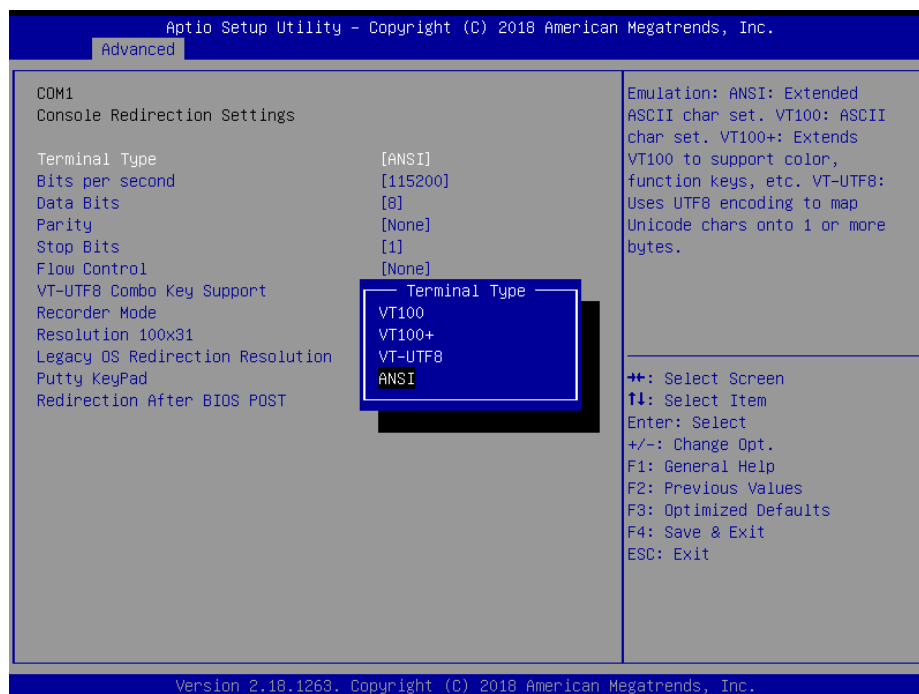 Aptio Setup Utility – Copyright (C) 2018 American Megatrends, Inc.
Advanced
COM1
Console Redirection Settings
Terminal Type [ANSI]
Bits per second [115200]
Data Bits [8]
Parity [None]
Stop Bits [1]
Flow Control [None]
VT-UTF8 Combo Key Support
Recorder Mode
Resolution 100x31
Legacy OS Redirection Resolution
Putty KeyPad
Redirection After BIOS POST
Terminal Type
VT100
VT100+
VT-UTF8
ANSI
Emulation: ANSI: Extended
ASCII char set. VT100: ASCII
char set. VT100+: Extends
VT100 to support color,
function keys, etc. VT-UTF8:
Uses UTF8 encoding to map
Unicode chars onto 1 or more
bytes.
→←: Select Screen
↑↓: Select Item
Enter: Select
+/-: Change Opt.
F1: General Help
F2: Previous Values
F3: Optimized Defaults
F4: Save & Exit
ESC: Exit
Version 2.18.1263. Copyright (C) 2018 American Megatrends, Inc.